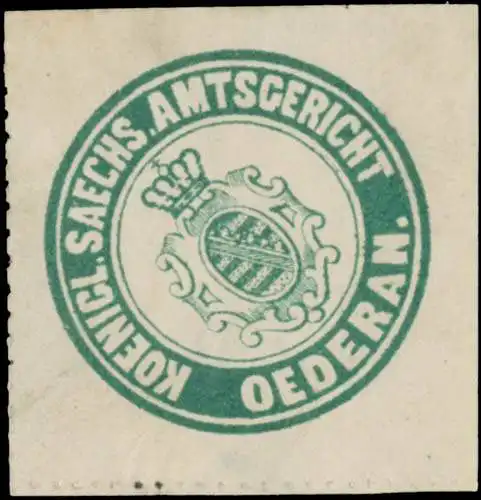 KOENIGL. SAECHS. AMTSGERICHT
OEDERAN.